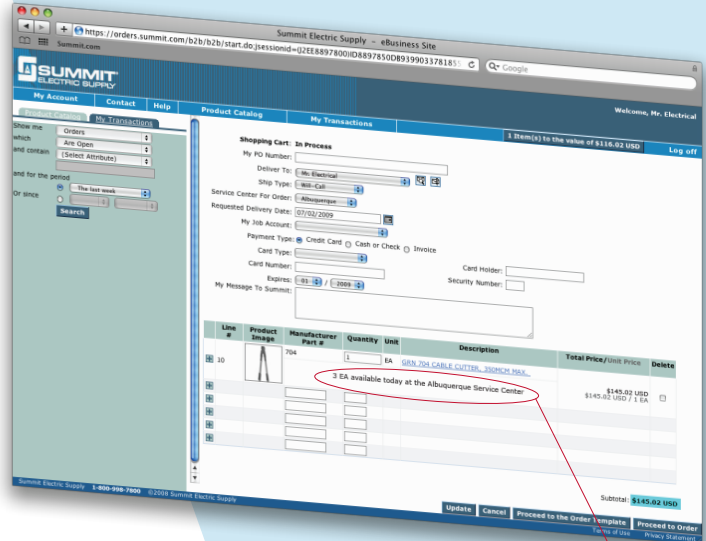 Summit Electric Supply – eBusiness Site
https://orders.summit.com/b2b/b2b/start.do;jsessionid=
Google
Summit.com
SUMMIT
ELECTRIC SUPPLY
Welcome, Mr. Electrical
My Account Contact Help Product Catalog My Transactions
1 Item(s) to the value of $116.02 USD Log off
Product Catalog My Transactions
Show me Orders
which Are Open
and contain (Select Attribute)
and for the period
The last week
Or since
Search
Shopping Cart: In Process
My PO Number:
Deliver To: Mr. Electrical
Ship Type: Will-Call
Service Center For Order: Albuquerque
Requested Delivery Date: 07/02/2009
My Job Account:
Payment Type: Credit Card Cash or Check Invoice
Card Type: Card Holder:
Card Number: Security Number:
Expires: 01 / 2009
My Message To Summit:
Line # Product Image Manufacturer Part # Quantity Unit Description Total Price/Unit Price Delete
10 704 1 EA GRN 704 CABLE CUTTER, 350MCM MAX.
$145.02 USD
$145.02 USD / 1 EA
3 EA available today at the Albuquerque Service Center
Subtotal: $145.02 USD
Update Cancel Proceed to the Order Template Proceed to Order
Summit Electric Supply 1-800-998-7800 ©2008 Summit Electric Supply Terms of Use Privacy Statement